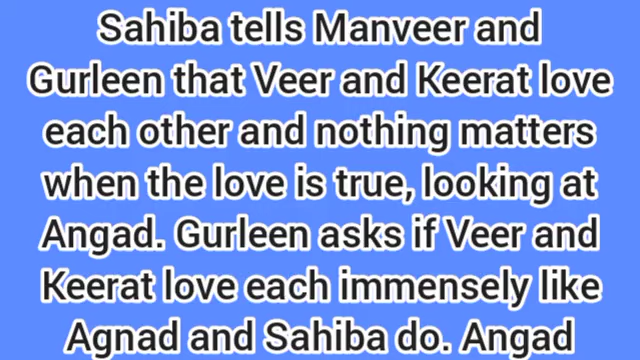 Sahiba tells Manveer and
Gurleen that Veer and Keerat love
each other and nothing matters
when the love is true, looking at
Angad. Gurleen asks if Veer and
Keerat love each immensely like
Agnad and Sahiba do. Angad